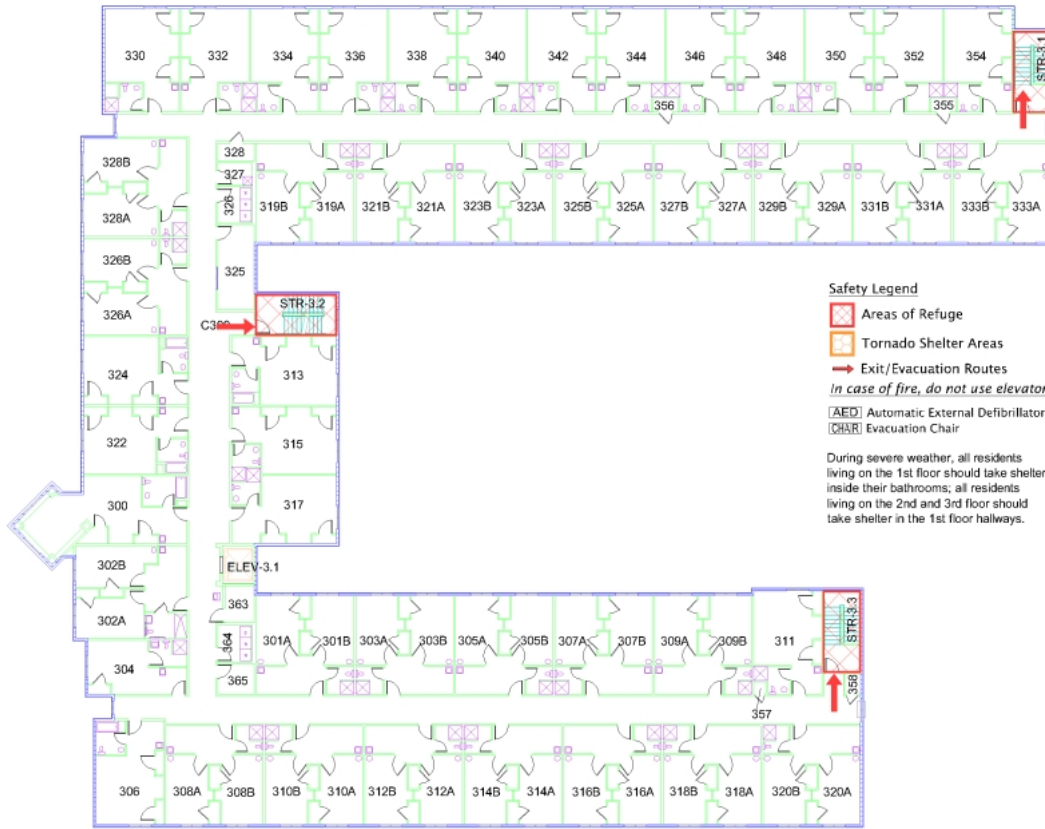 330 332 334 336 338 340 342 344 346 348 350 352 354 STR-3.1
356 355
328
328B
327
326 319B 319A 321B 321A 323B 323A 325B 325A 327B 327A 329B 329A 331B 331A 333B 333A
328A
326B
325
326A
STR-3.2
324
313
322
315
300
317
302B
ELEV-3.1
302A
363
364 301A 301B 303A 303B 305A 305B 307A 307B 309A 309B 311 STR-3.3
304
365
358
357
306 308A 308B 310B 310A 312B 312A 314B 314A 316B 316A 318B 318A 320B 320A
Safety Legend
Areas of Refuge
Tornado Shelter Areas
Exit/Evacuation Routes
In case of fire, do not use elevator
AED Automatic External Defibrillator
CHAIR Evacuation Chair
During severe weather, all residents
living on the 1st floor should take shelter
inside their bathrooms; all residents
living on the 2nd and 3rd floor should
take shelter in the 1st floor hallways.